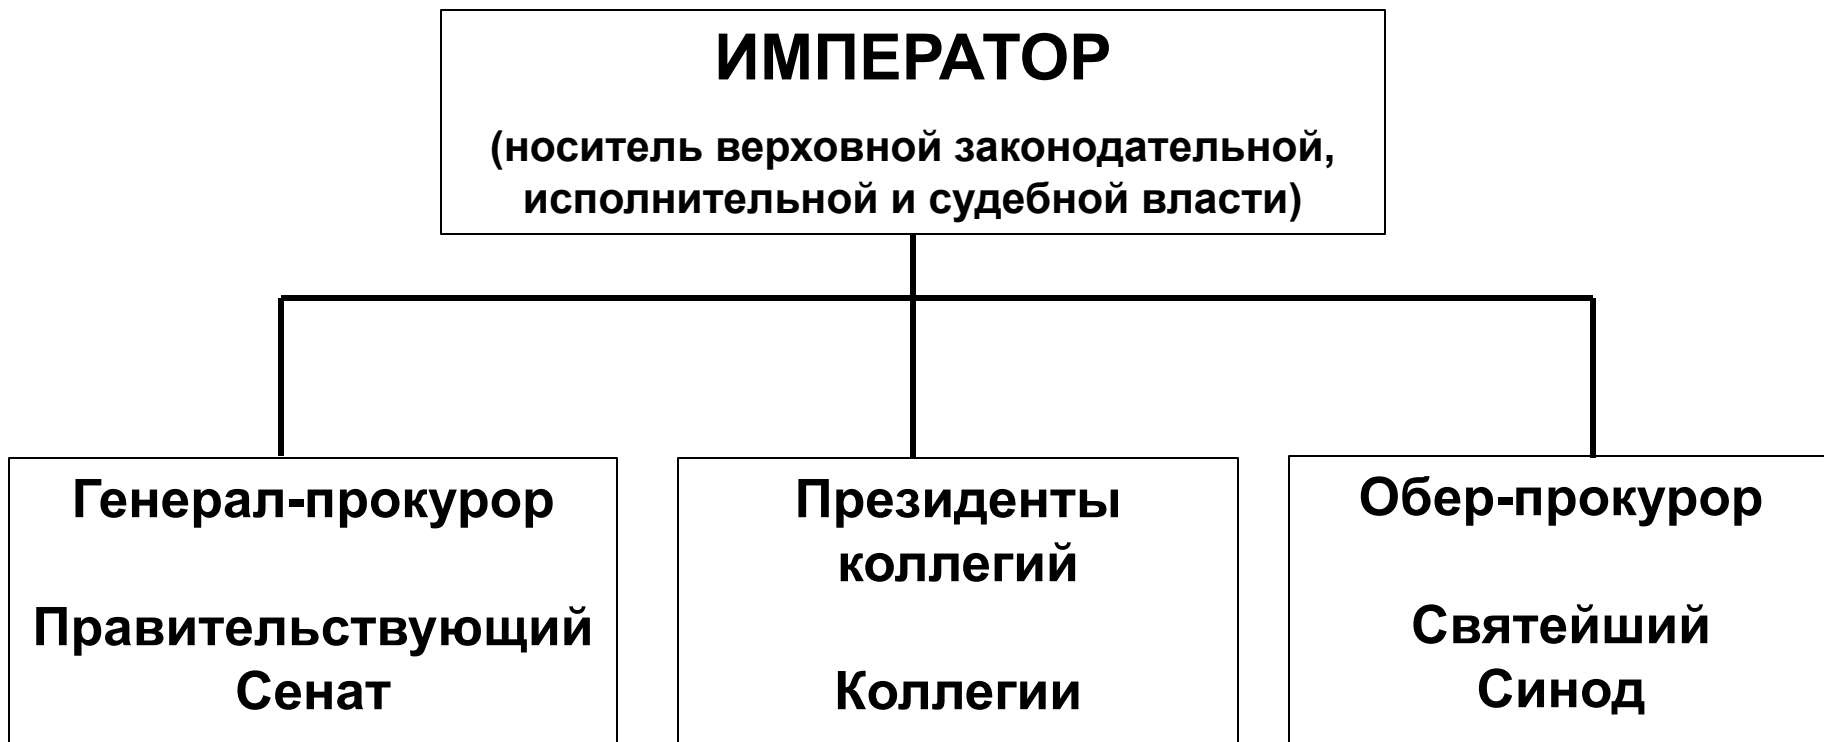 ИМПЕРАТОР
(носитель верховной законодательной,
исполнительной и судебной власти)
Генерал-прокурор
Правительствующий
Сенат
Президенты
коллегий
Коллегии
Обер-прокурор
Святейший
Синод